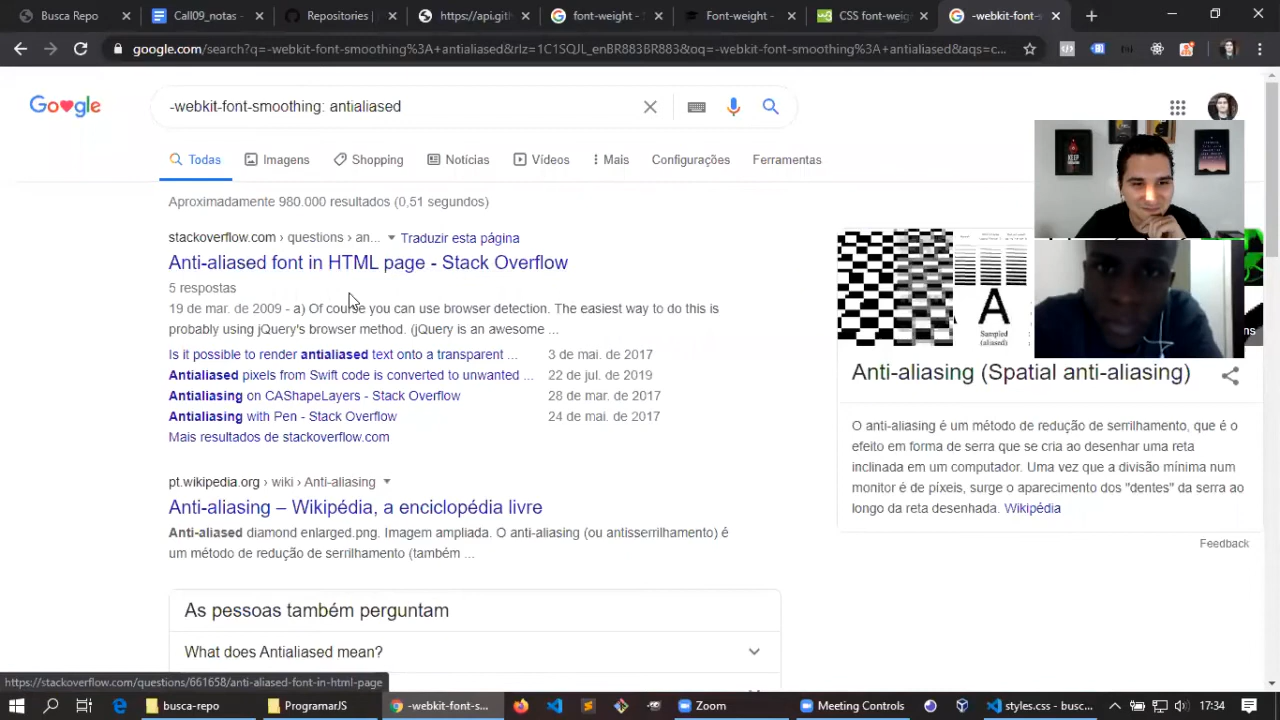 Busca Repo
Call09_notas -
Repositories
https://api.git
font-weight - 
Font-weight -
CSS font-weigh
-webkit-font-sm
google.com/search?q=-webkit-font-smoothing%3A+antialiased&rlz=1C1SQJL_enBR883BR883&oq=-webkit-font-smoothing%3A+antialiased&aqs=c...
Google
-webkit-font-smoothing: antialiased
Todas
Imagens
Shopping
Notícias
Vídeos
Mais
Configurações
Ferramentas
Aproximadamente 980.000 resultados (0,51 segundos)
stackoverflow.com › questions › an... Traduzir esta página
Anti-aliased font in HTML page - Stack Overflow
5 respostas
19 de mar. de 2009 - a) Of course you can use browser detection. The easiest way to do this is
probably using jQuery's browser method. (jQuery is an awesome ...
Is it possible to render antialiased text onto a transparent ... 3 de mai. de 2017
Antialiased pixels from Swift code is converted to unwanted ... 22 de jul. de 2019
Antialiasing on CAShapeLayers - Stack Overflow 28 de mar. de 2017
Antialiasing with Pen - Stack Overflow 24 de mai. de 2017
Mais resultados de stackoverflow.com
pt.wikipedia.org › wiki › Anti-aliasing
Anti-aliasing – Wikipédia, a enciclopédia livre
Anti-aliased diamond enlarged.png. Imagem ampliada. O anti-aliasing (ou antisserrilhamento) é
um método de redução de serrilhamento (também ...
As pessoas também perguntam
What does Antialiased mean?
KEEP
A
Sampled
(aliased)
ns
Anti-aliasing (Spatial anti-aliasing)
O anti-aliasing é um método de redução de serrilhamento, que é o
efeito em forma de serra que se cria ao desenhar uma reta
inclinada em um computador. Uma vez que a divisão mínima num
monitor é de píxeis, surge o aparecimento dos "dentes" da serra ao
longo da reta desenhada. Wikipédia
Feedback
https://stackoverflow.com/questions/661658/anti-aliased-font-in-html-page
busca-repo
ProgramarJS
-webkit-font-s...
Zoom
Meeting Controls
styles.css - busc...
17:34